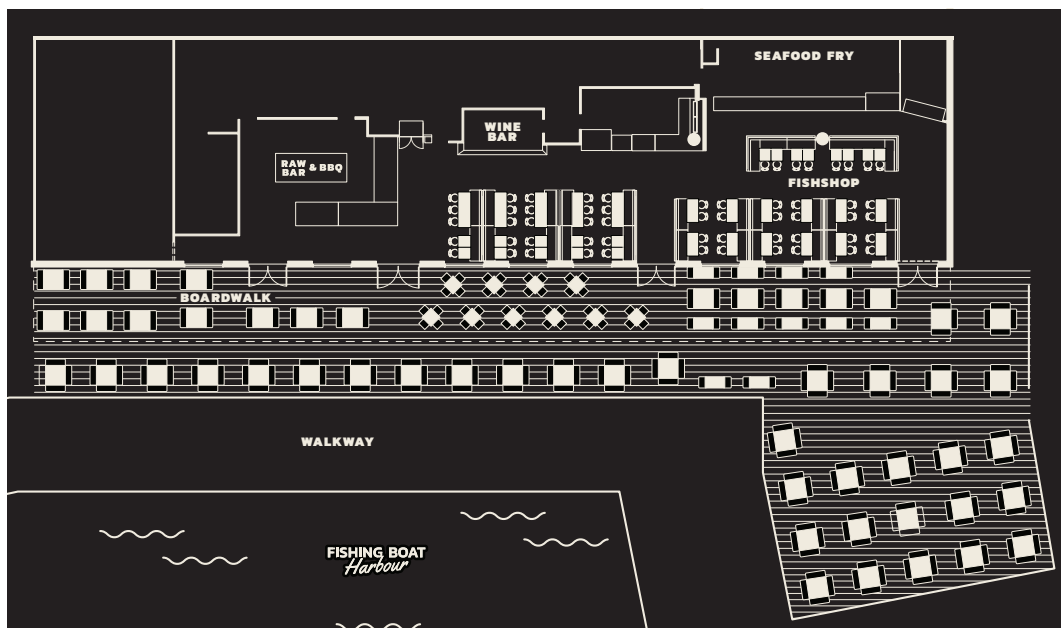 SEAFOOD FRY
WINE
BAR
RAW
BAR & BBQ
FISHSHOP
BOARDWALK
WALKWAY
FISHING BOAT
Harbour